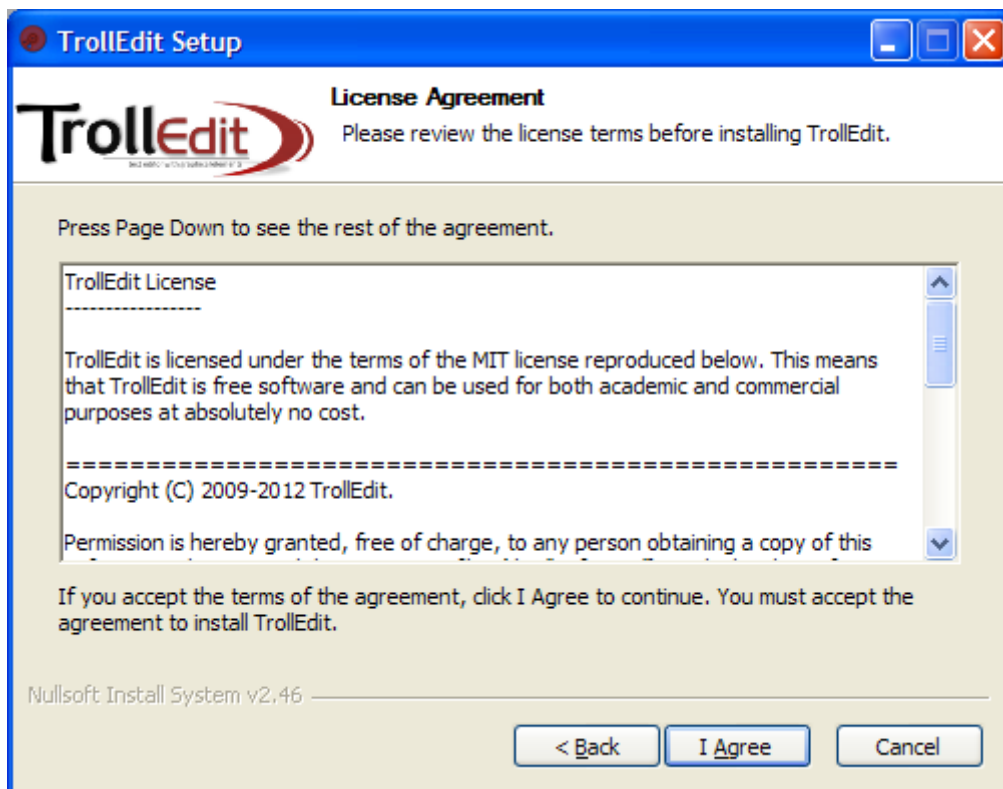 TrollEdit Setup
TrollEdit
License Agreement
Please review the license terms before installing TrollEdit.
Press Page Down to see the rest of the agreement.
TrollEdit License
-----------------
TrollEdit is licensed under the terms of the MIT license reproduced below. This means
that TrollEdit is free software and can be used for both academic and commercial
purposes at absolutely no cost.
====================================================
Copyright (C) 2009-2012 TrollEdit.
Permission is hereby granted, free of charge, to any person obtaining a copy of this
If you accept the terms of the agreement, click I Agree to continue. You must accept the
agreement to install TrollEdit.
Nullsoft Install System v2.46
< Back
I Agree
Cancel